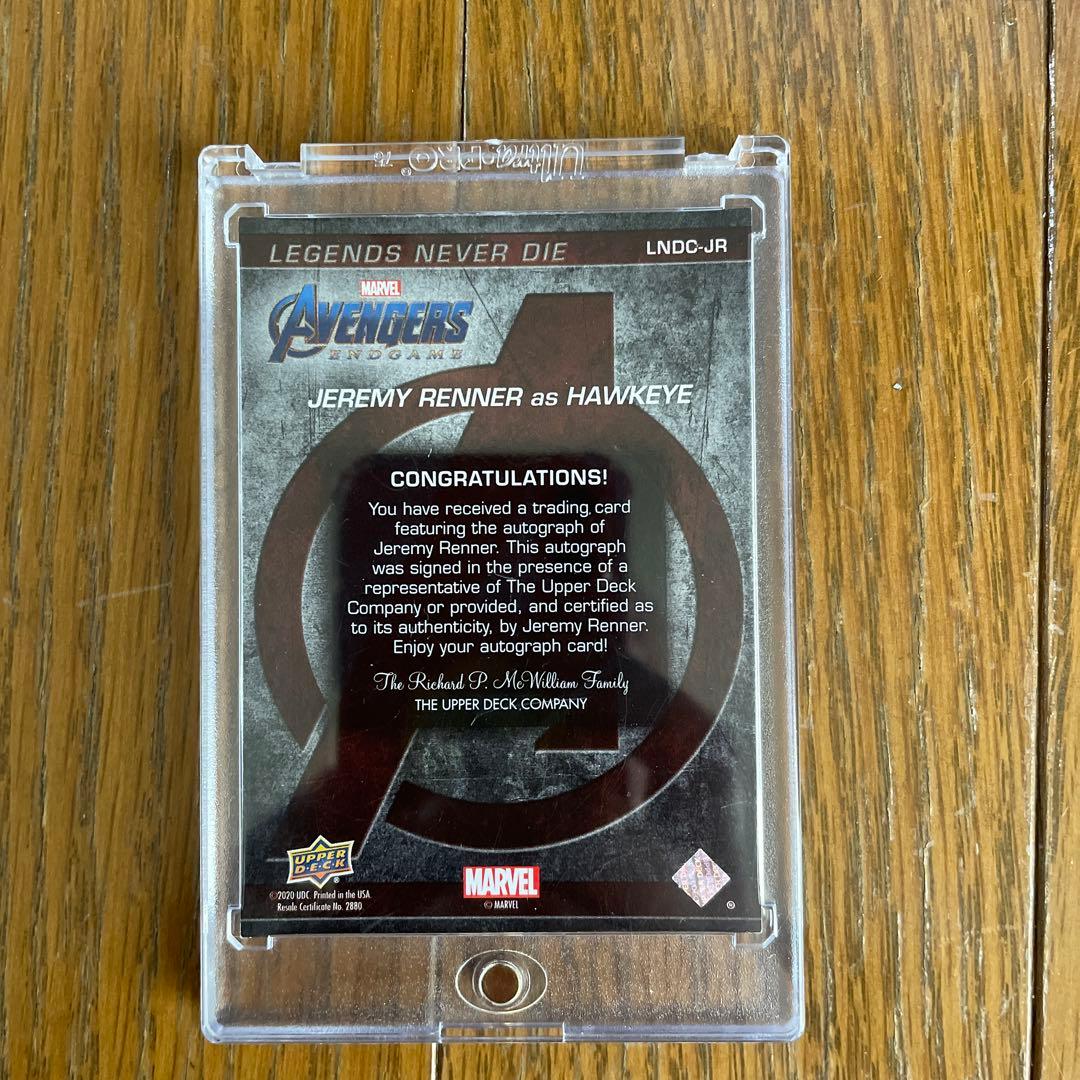 Ultra·PRO®
LEGENDS NEVER DIE
LNDC-JR
MARVEL
AVENGERS
ENDGAME
JEREMY RENNER as HAWKEYE
CONGRATULATIONS!
You have received a trading card
featuring the autograph of
Jeremy Renner. This autograph
was signed in the presence of a
representative of The Upper Deck
Company or provided, and certified as
to its authenticity, by Jeremy Renner.
Enjoy your autograph card!
The Richard P. McWilliam Family
THE UPPER DECK COMPANY
UPPER
D·E·C·K
®
©2020 UDC. Printed in the USA.
Resale Certificate No. 2880
MARVEL
© MARVEL